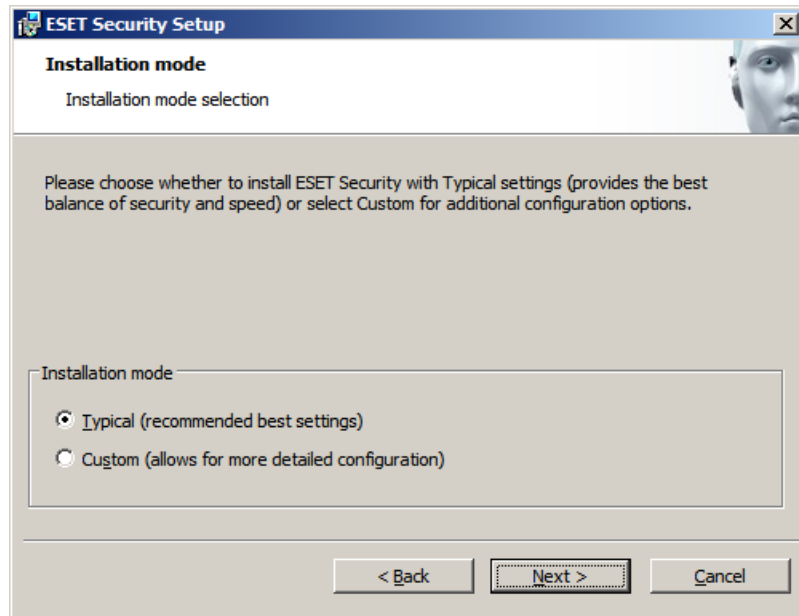 ESET Security Setup
Installation mode
Installation mode selection
Please choose whether to install ESET Security with Typical settings (provides the best
balance of security and speed) or select Custom for additional configuration options.
Installation mode
Typical (recommended best settings)
Custom (allows for more detailed configuration)
< Back Next > Cancel